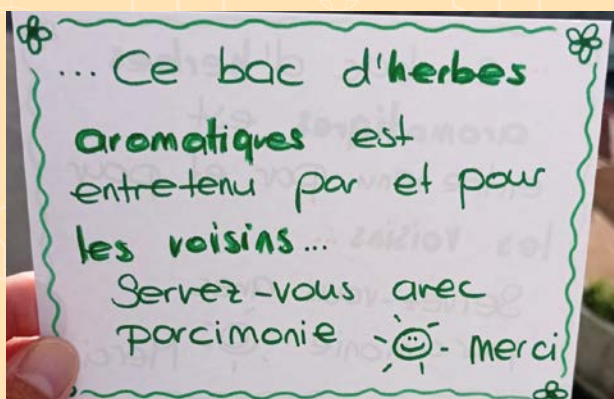 ... Ce bac d'herbes
aromatiques est
entretenu par et pour
les voisins...
Servez-vous avec
parcimonie - merci